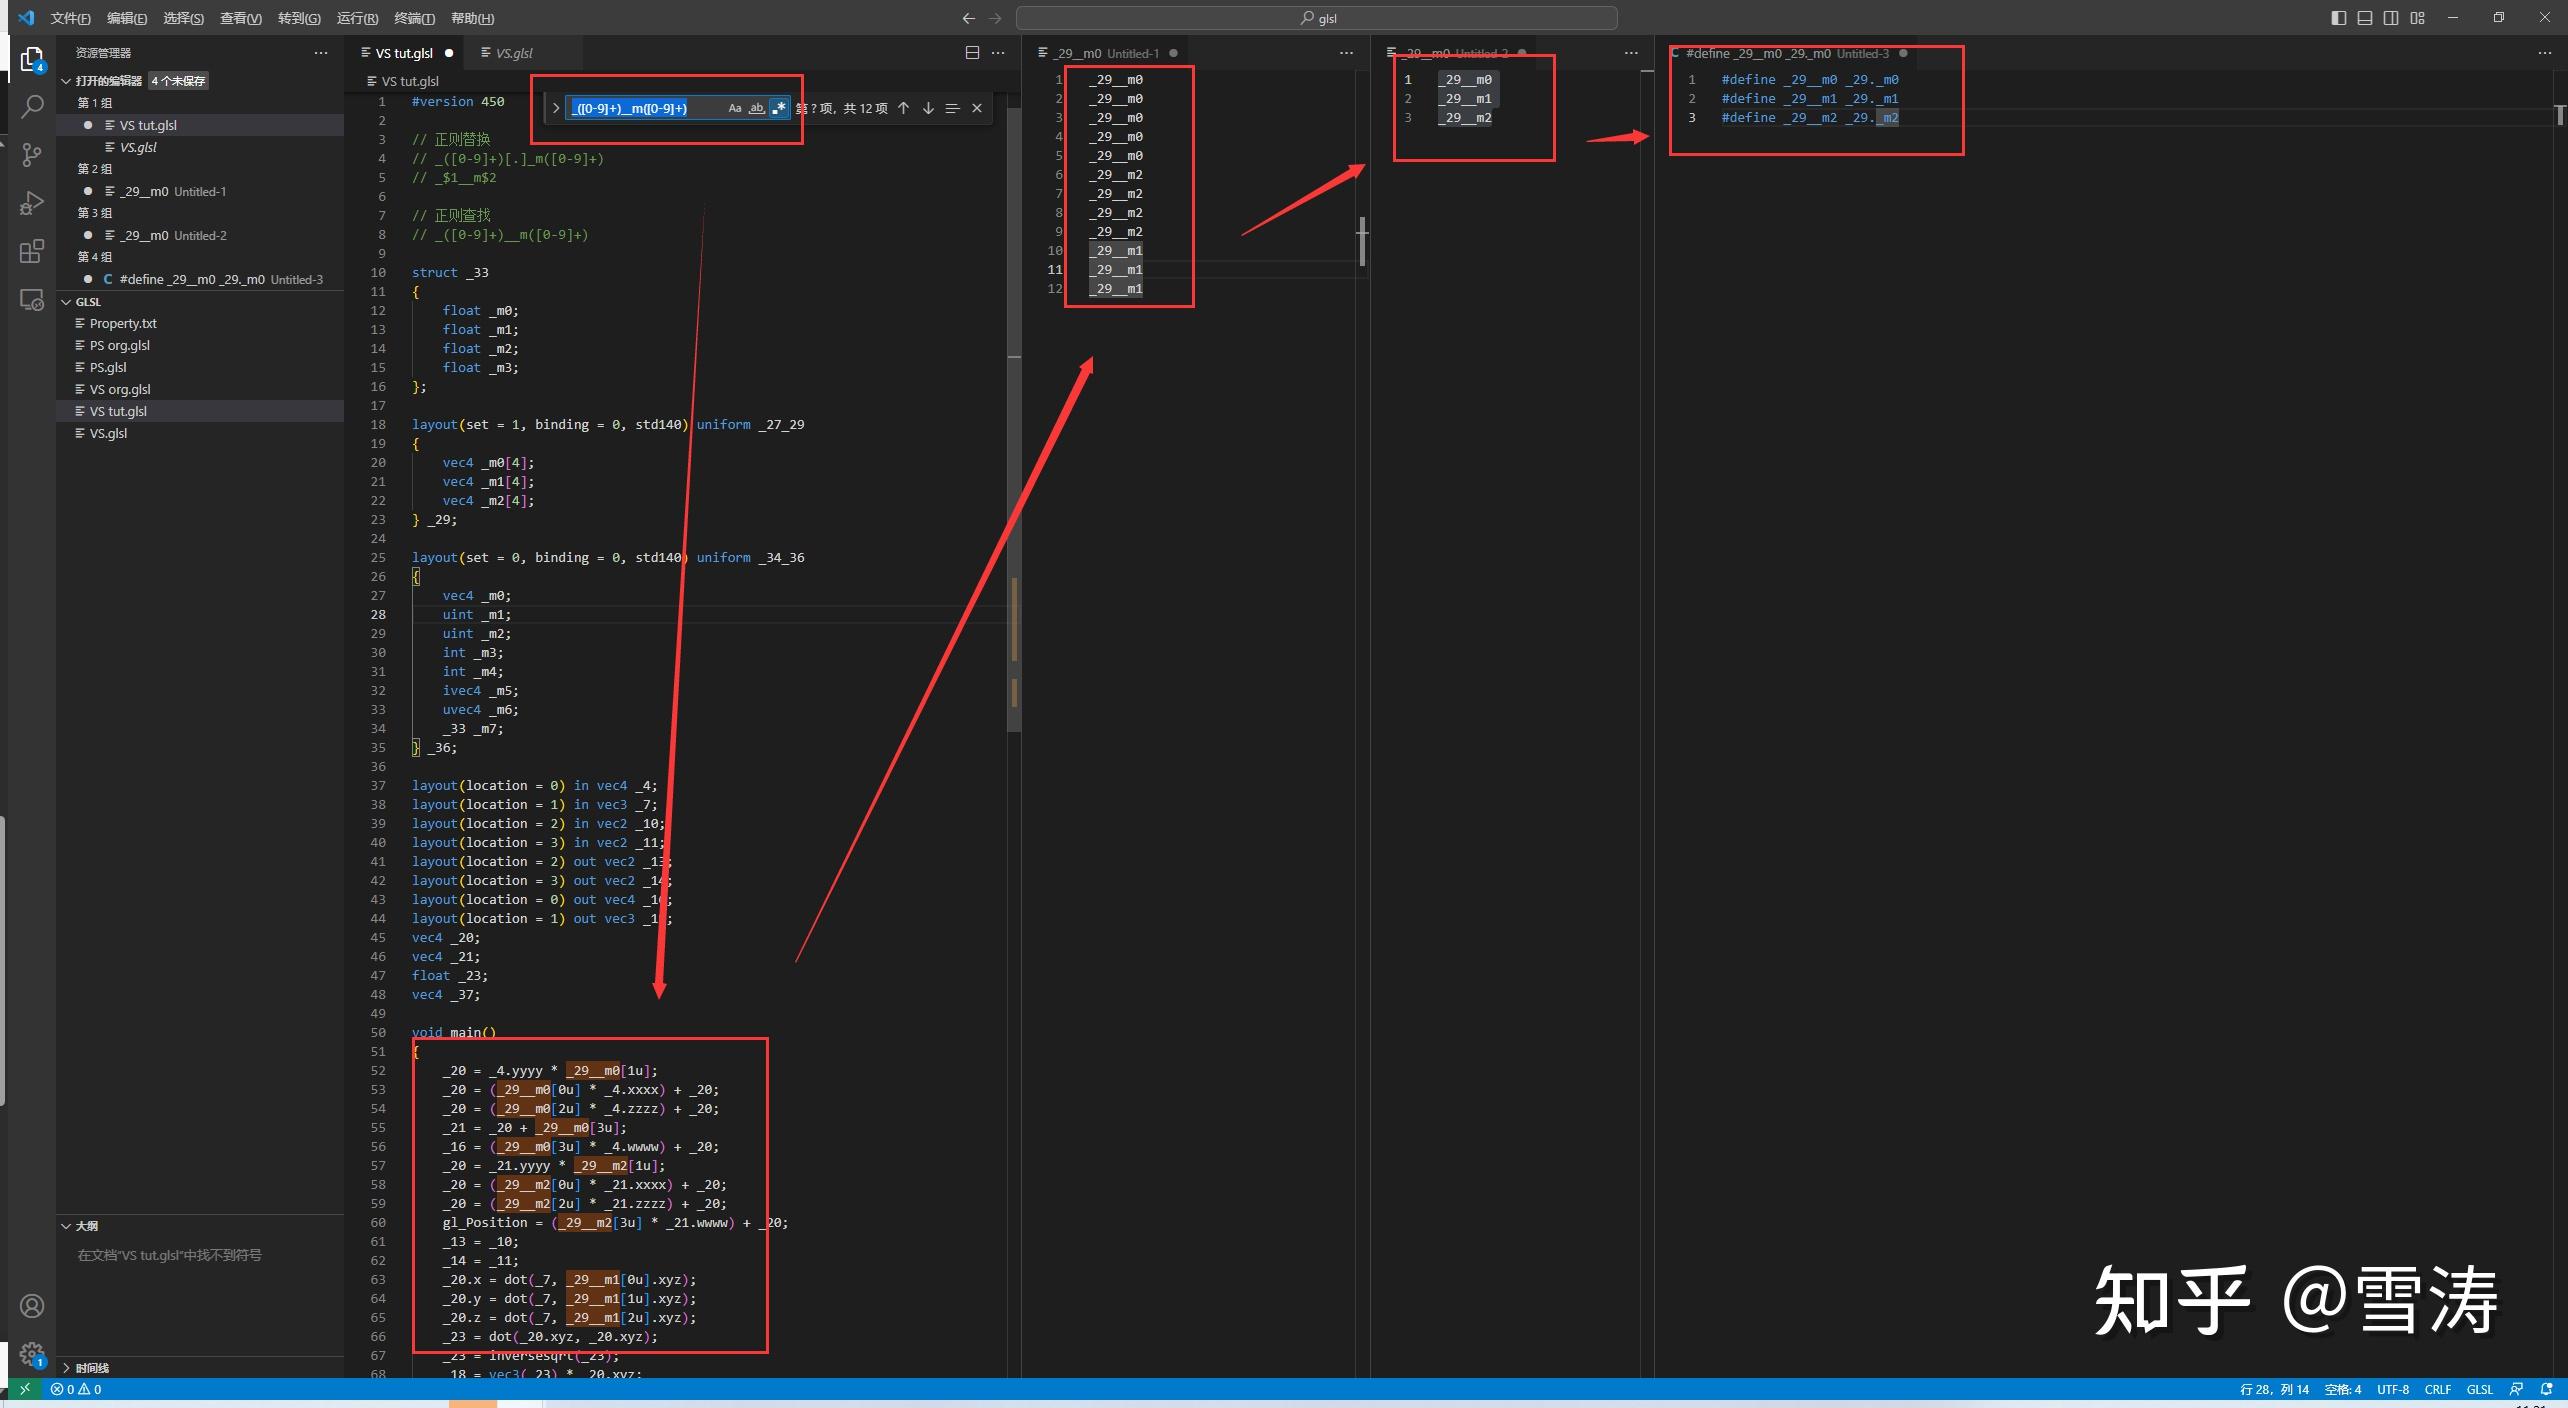 文件(F) 编辑(E) 选择(S) 查看(V) 转到(G) 运行(R) 终端(T) 帮助(H)
glsl
资源管理器
打开的编辑器 4 个未保存
第 1 组
VS tut.glsl
VS.glsl
第 2 组
_29__m0 Untitled-1
第 3 组
_29__m0 Untitled-2
第 4 组
#define _29__m0 _29._m0 Untitled-3
GLSL
Property.txt
PS org.glsl
PS.glsl
VS org.glsl
VS tut.glsl
VS.glsl
大纲
在文档"VS tut.glsl"中找不到符号
时间线
VS tut.glsl
VS.glsl
VS tut.glsl
_([0-9]+)__m([0-9]+)
Aa ab .*
第 ? 项，共 12 项
1 #version 450
2
3 // 正则替换
4 // _([0-9]+)[.]_m([0-9]+)
5 // _$1__m$2
6
7 // 正则查找
8 // _([0-9]+)__m([0-9]+)
9
10 struct _33
11 {
12 float _m0;
13 float _m1;
14 float _m2;
15 float _m3;
16 };
17
18 layout(set = 1, binding = 0, std140) uniform _27_29
19 {
20 vec4 _m0[4];
21 vec4 _m1[4];
22 vec4 _m2[4];
23 } _29;
24
25 layout(set = 0, binding = 0, std140) uniform _34_36
26 {
27 vec4 _m0;
28 uint _m1;
29 uint _m2;
30 int _m3;
31 int _m4;
32 ivec4 _m5;
33 uvec4 _m6;
34 _33 _m7;
35 } _36;
36
37 layout(location = 0) in vec4 _4;
38 layout(location = 1) in vec3 _7;
39 layout(location = 2) in vec2 _10;
40 layout(location = 3) in vec2 _11;
41 layout(location = 2) out vec2 _13;
42 layout(location = 3) out vec2 _14;
43 layout(location = 0) out vec4
44 layout(location = 1) out vec3
45 vec4 _20;
46 vec4 _21;
47 float _23;
48 vec4 _37;
49
50 void main()
51 {
52 _20 = _4.yyyy * _29__m0[1u];
53 _20 = (_29__m0[0u] * _4.xxxx) + _20;
54 _20 = (_29__m0[2u] * _4.zzzz) + _20;
55 _21 = _20 + _29__m0[3u];
56 _16 = (_29__m0[3u] * _4.wwww) + _20;
57 _20 = _21.yyyy * _29__m2[1u];
58 _20 = (_29__m2[0u] * _21.xxxx) + _20;
59 _20 = (_29__m2[2u] * _21.zzzz) + _20;
60 gl_Position = (_29__m2[3u] * _21.wwww) + _20;
61 _13 = _10;
62 _14 = _11;
63 _20.x = dot(_7, _29__m1[0u].xyz);
64 _20.y = dot(_7, _29__m1[1u].xyz);
65 _20.z = dot(_7, _29__m1[2u].xyz);
66 _23 = dot(_20.xyz, _20.xyz);
67 _23 = inversesqrt(_23);
68 _18 = vec3(_23) * _20.xyz;
_29__m0 Untitled-1
1 _29__m0
2 _29__m0
3 _29__m0
4 _29__m0
5 _29__m0
6 _29__m2
7 _29__m2
8 _29__m2
9 _29__m2
10 _29__m1
11 _29__m1
12 _29__m1
_29__m0 Untitled-2
1 _29__m0
2 _29__m1
3 _29__m2
#define _29__m0 _29._m0 Untitled-3
1 #define _29__m0 _29._m0
2 #define _29__m1 _29._m1
3 #define _29__m2 _29._m2
知乎 @雪涛
0 0
行 28，列 14 空格: 4 UTF-8 CRLF GLSL